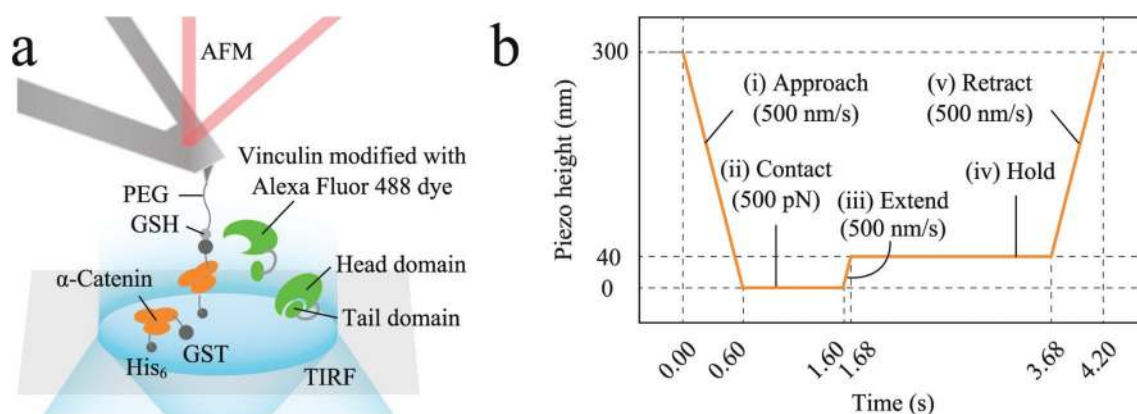 a
AFM
Vinculin modified with
Alexa Fluor 488 dye
PEG
GSH
α-Catenin
Head domain
Tail domain
GST
His6
TIRF
b
Piezo height (nm)
300
40
0
(i) Approach
(500 nm/s)
(v) Retract
(500 nm/s)
(ii) Contact
(500 pN)
(iii) Extend
(500 nm/s)
(iv) Hold
0.00
0.60
1.60
1.68
3.68
4.20
Time (s)